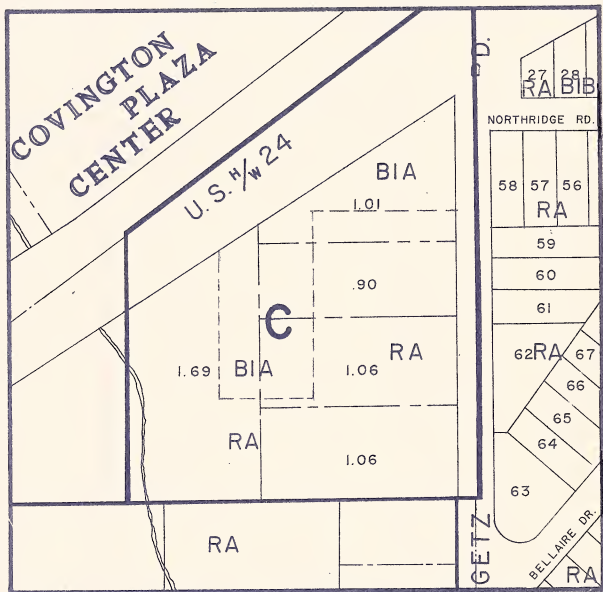 COVINGTON
PLAZA
CENTER
U.S. H/W 24
D.
27 28
RA BIB
NORTHRIDGE RD.
58 57 56
RA
59
60
61
62 RA 67
66
65
64
63
BIA
1.01
.90
C
1.69 BIA 1.06 RA
RA
1.06
RA
GETZ
BELLAIRE DR.
RA